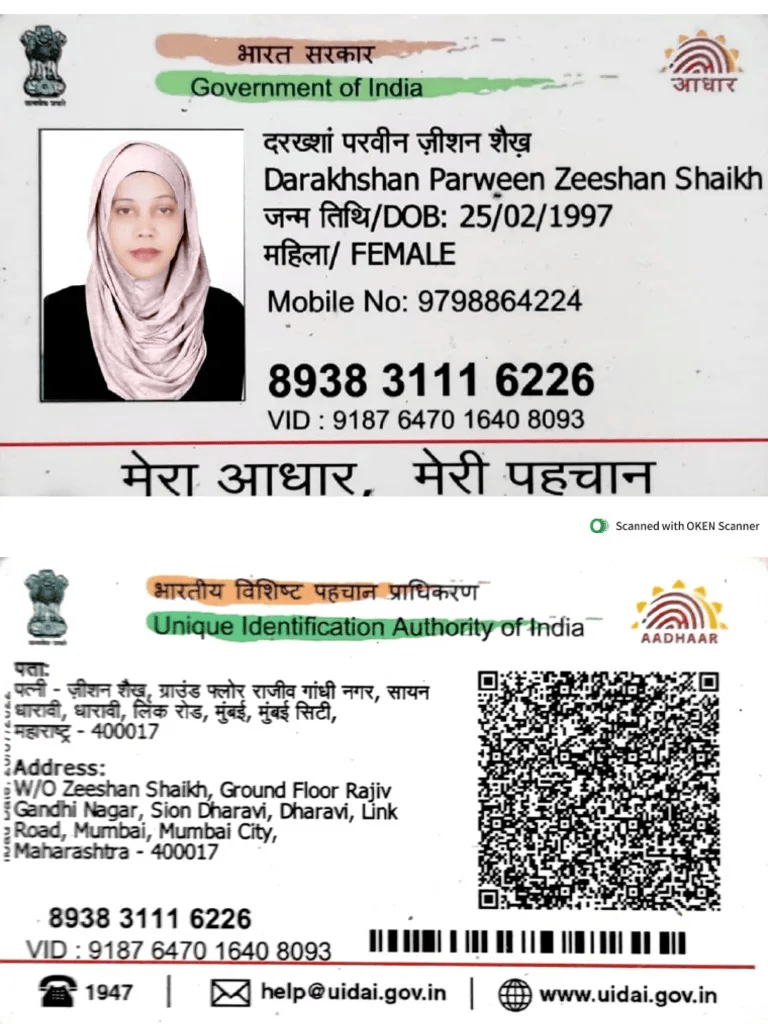 भारत सरकार
Government of India
आधार
दरख्शां परवीन ज़ीशन शैख़
Darakhshan Parween Zeeshan Shaikh
जन्म तिथि/DOB: 25/02/1997
महिला/ FEMALE
Mobile No: 9798864224
8938 3111 6226
VID : 9187 6470 1640 8093
मेरा आधार, मेरी पहचान
Scanned with OKEN Scanner
भारतीय विशिष्ट पहचान प्राधिकरण
Unique Identification Authority of India
AADHAAR
पता:
पत्नी - ज़ीशन शैख़, ग्राउंड फ्लोर राजीव गांधी नगर, सायन
धारावी, धारावी, लिंक रोड, मुंबई, मुंबई सिटी,
महाराष्ट्र - 400017
Address:
W/O Zeeshan Shaikh, Ground Floor Rajiv
Gandhi Nagar, Sion Dharavi, Dharavi, Link
Road, Mumbai, Mumbai City,
Maharashtra - 400017
8938 3111 6226
VID : 9187 6470 1640 8093
1947
help@uidai.gov.in
www.uidai.gov.in